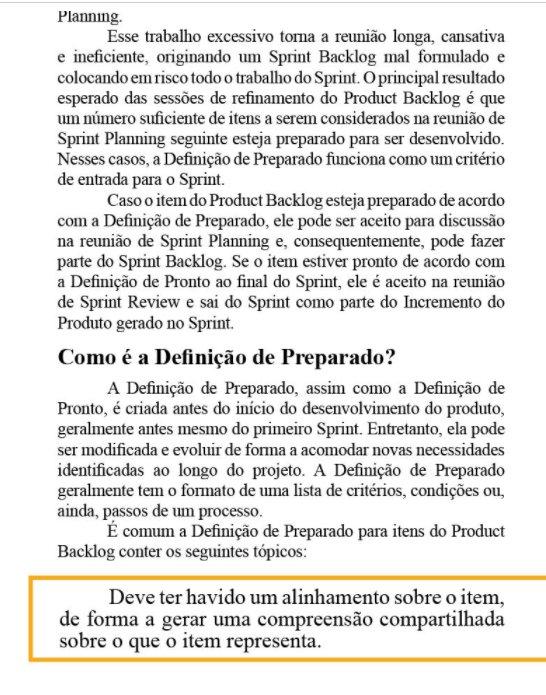 Planning.
Esse trabalho excessivo torna a reunião longa, cansativa
e ineficiente, originando um Sprint Backlog mal formulado e
colocando em risco todo o trabalho do Sprint. O principal resultado
esperado das sessões de refinamento do Product Backlog é que
um número suficiente de itens a serem considerados na reunião de
Sprint Planning seguinte esteja preparado para ser desenvolvido.
Nesses casos, a Definição de Preparado funciona como um critério
de entrada para o Sprint.
Caso o item do Product Backlog esteja preparado de acordo
com a Definição de Preparado, ele pode ser aceito para discussão
na reunião de Sprint Planning e, consequentemente, pode fazer
parte do Sprint Backlog. Se o item estiver pronto de acordo com
a Definição de Pronto ao final do Sprint, ele é aceito na reunião
de Sprint Review e sai do Sprint como parte do Incremento do
Produto gerado no Sprint.
Como é a Definição de Preparado?
A Definição de Preparado, assim como a Definição de
Pronto, é criada antes do início do desenvolvimento do produto,
geralmente antes mesmo do primeiro Sprint. Entretanto, ela pode
ser modificada e evoluir de forma a acomodar novas necessidades
identificadas ao longo do projeto. A Definição de Preparado
geralmente tem o formato de uma lista de critérios, condições ou,
ainda, passos de um processo.
É comum a Definição de Preparado para itens do Product
Backlog conter os seguintes tópicos:
Deve ter havido um alinhamento sobre o item,
de forma a gerar uma compreensão compartilhada
sobre o que o item representa.